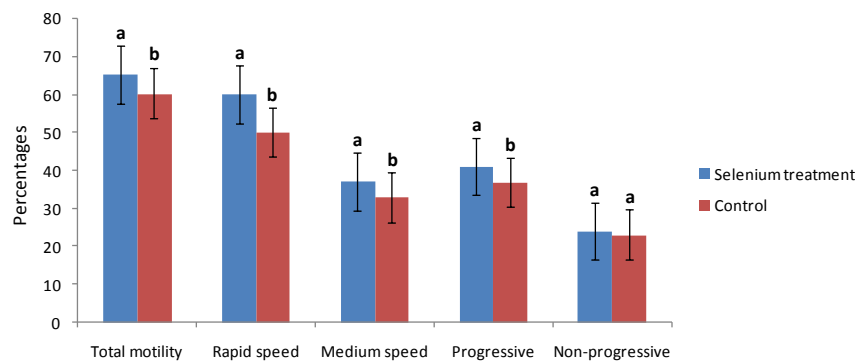 80
70
60
50
40
30
20
10
0
Percentages
a b a b a b a b a a
Total motility Rapid speed Medium speed Progressive Non-progressive
Selenium treatment
Control